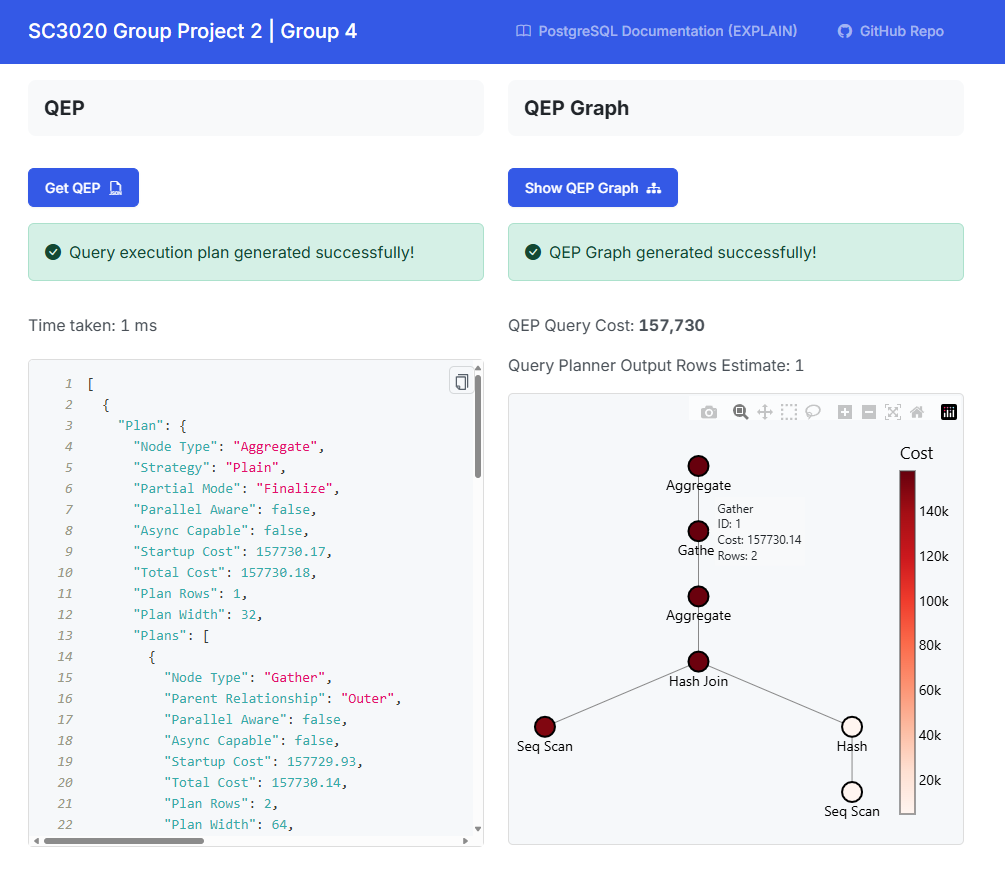 SC3020 Group Project 2 | Group 4
PostgreSQL Documentation (EXPLAIN)
GitHub Repo
QEP
Get QEP
Query execution plan generated successfully!
Time taken: 1 ms
1 [
2 {
3 "Plan": {
4 "Node Type": "Aggregate",
5 "Strategy": "Plain",
6 "Partial Mode": "Finalize",
7 "Parallel Aware": false,
8 "Async Capable": false,
9 "Startup Cost": 157730.17,
10 "Total Cost": 157730.18,
11 "Plan Rows": 1,
12 "Plan Width": 32,
13 "Plans": [
14 {
15 "Node Type": "Gather",
16 "Parent Relationship": "Outer",
17 "Parallel Aware": false,
18 "Async Capable": false,
19 "Startup Cost": 157729.93,
20 "Total Cost": 157730.14,
21 "Plan Rows": 2,
22 "Plan Width": 64,
QEP Graph
Show QEP Graph
QEP Graph generated successfully!
QEP Query Cost: 157,730
Query Planner Output Rows Estimate: 1
Aggregate
Gathe
Gather
ID: 1
Cost: 157730.14
Rows: 2
Aggregate
Hash Join
Seq Scan
Hash
Seq Scan
Cost
140k
120k
100k
80k
60k
40k
20k